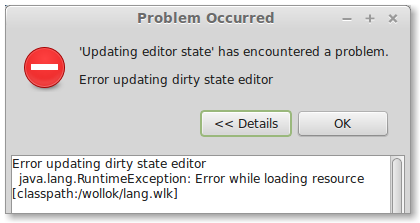 Problem Occurred
'Updating editor state' has encountered a problem.
Error updating dirty state editor
<< Details
OK
Error updating dirty state editor
java.lang.RuntimeException: Error while loading resource
[classpath:/wollok/lang.wlk]